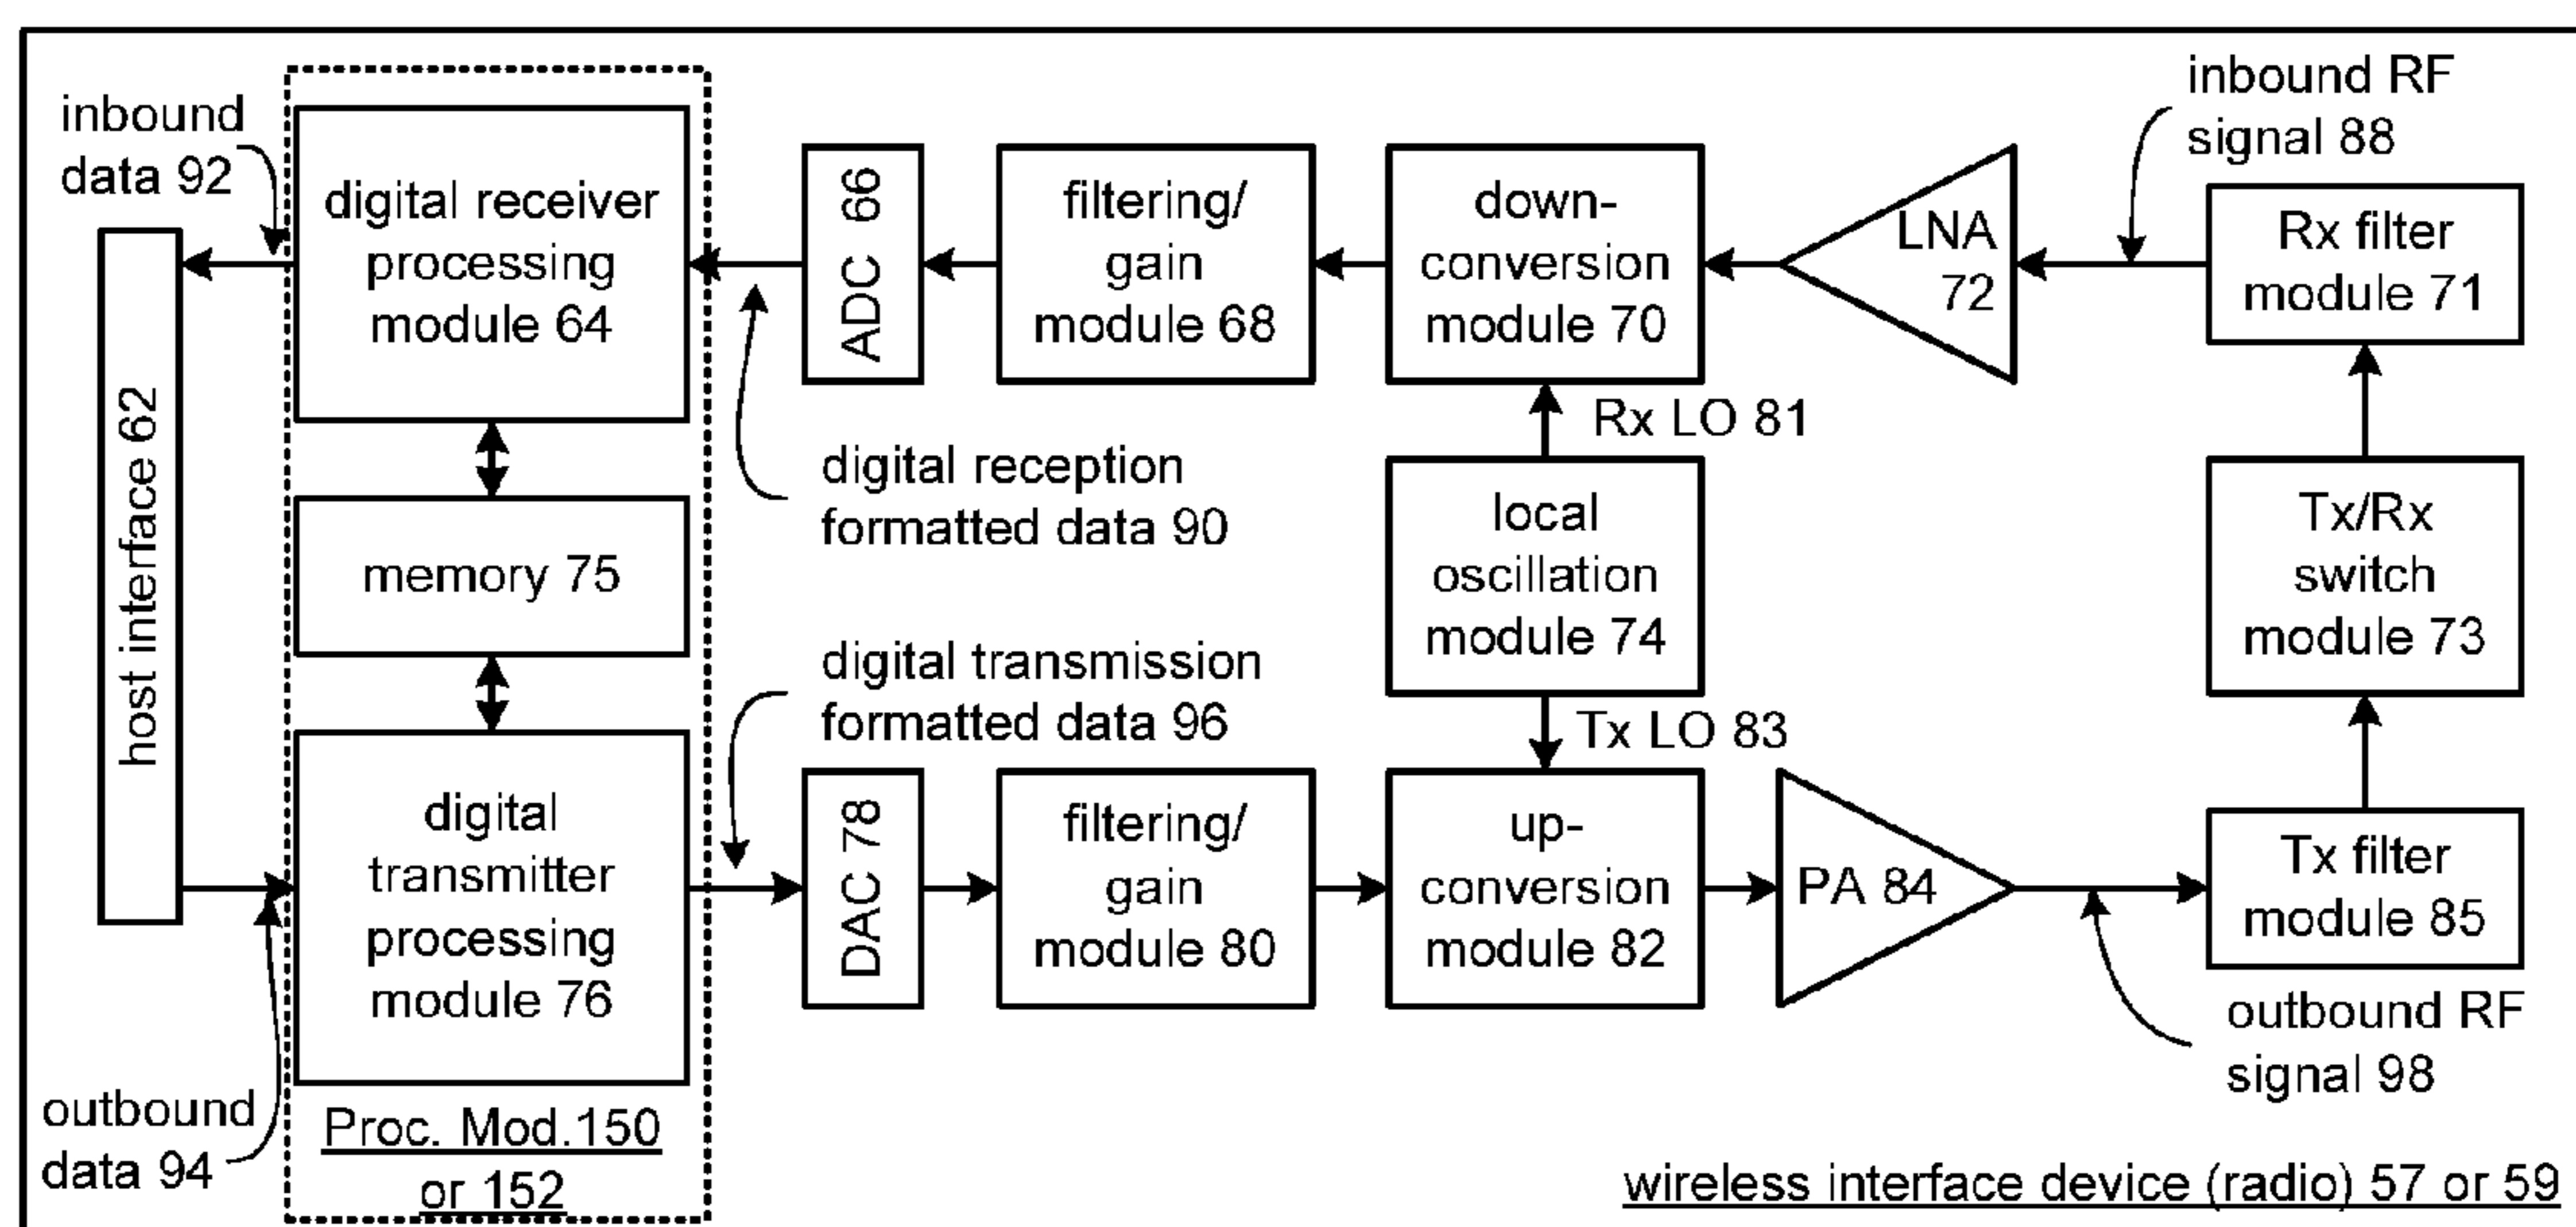 inbound
data 92
digital receiver
processing
module 64
ADC 66
filtering/
gain
module 68
down-
conversion
module 70
LNA
72
inbound RF
signal 88
Rx filter
module 71
host interface 62
memory 75
digital reception
formatted data 90
Rx LO 81
local
oscillation
module 74
Tx/Rx
switch
module 73
digital transmission
formatted data 96
Tx LO 83
digital
transmitter
processing
module 76
DAC 78
filtering/
gain
module 80
up-
conversion
module 82
PA 84
Tx filter
module 85
outbound RF
signal 98
outbound
data 94
Proc. Mod.150
or 152
wireless interface device (radio) 57 or 59